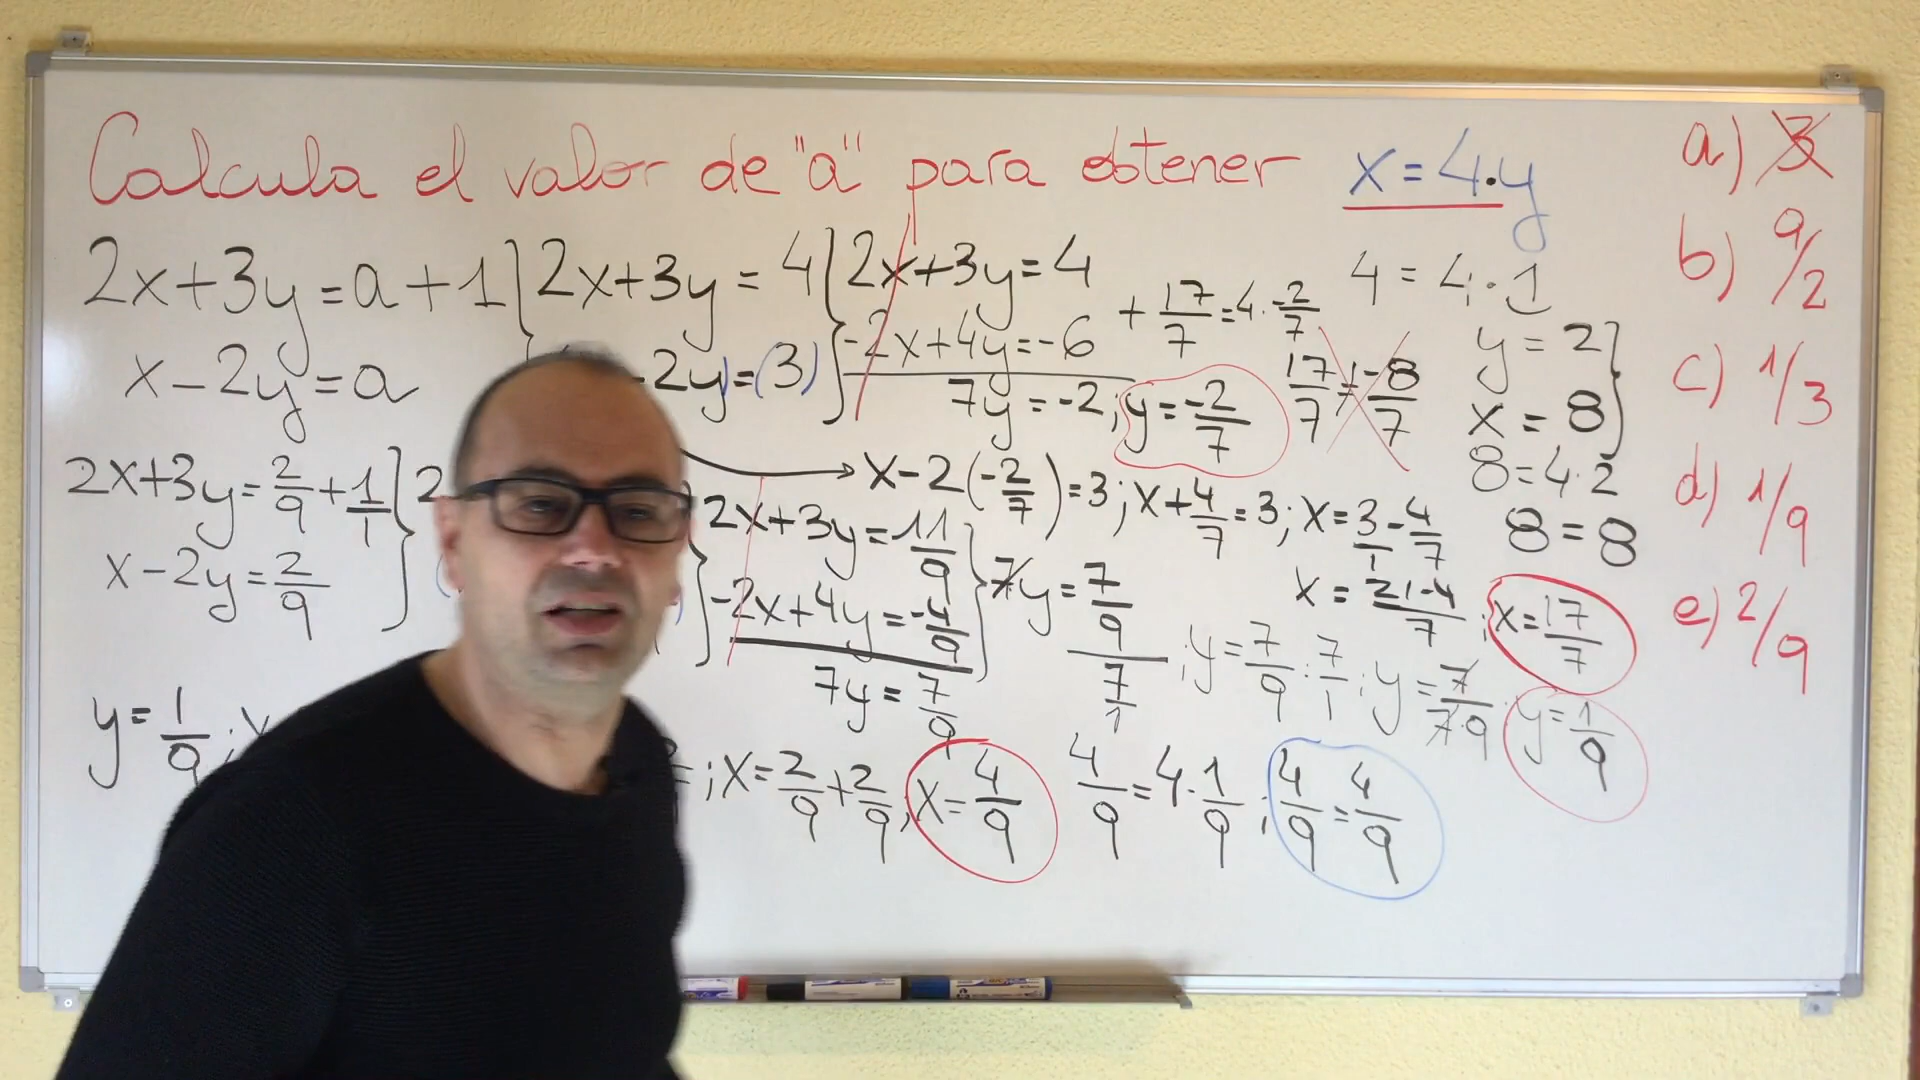 Calcula el valor de "a" para obtener x = 4·y
2x+3y=a+1
x-2y=a
2x+3y=4
-2y)=(3)
2x+3y=4
-2x+4y=-6
7y=-2; y=-2/7
+ 17/7=4·-2/7
17/7≠-8/7
4=4·1
y=2
x=8
8=4·2
8=8
x-2(-2/7)=3; x+4/7=3; x=3/1-4/7
x=21-4/7; x=17/7
2x+3y=2/9+1/1
x-2y=2/9
2
2x+3y=11/9
-2x+4y=-4/9
7y=7/9
7y=7/9
7/1
; y=7/9:7/1; y=7/7·9; y=1/9
y=1/9;
; x=2/9+2/9; x=4/9
4/9=4·1/9; 4/9=4/9
a) 3
b) 9/2
c) 1/3
d) 1/9
e) 2/9